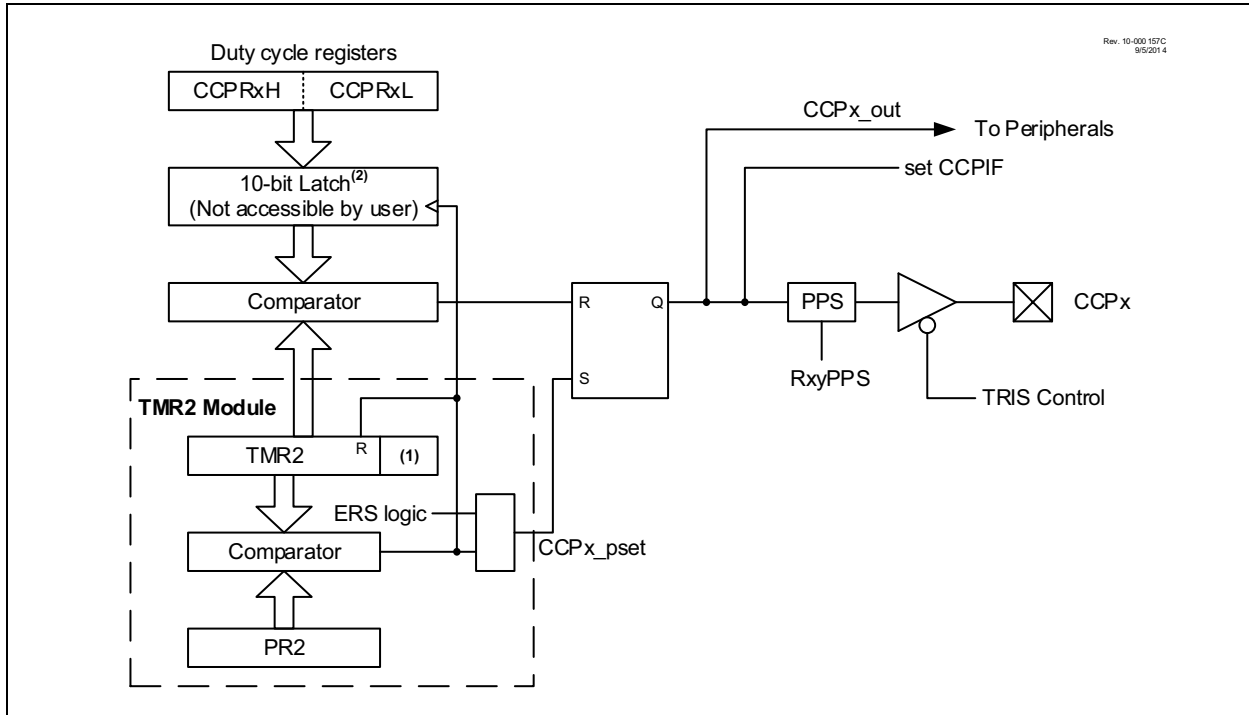 Rev. 10-000 157C
9/5/201 4
Duty cycle registers
CCPRxH CCPRxL
CCPx_out
To Peripherals
set CCPIF
10-bit Latch(2)
(Not accessible by user)
Comparator
R Q
PPS
CCPx
S
RxyPPS
TRIS Control
TMR2 Module
TMR2 R (1)
ERS logic
Comparator
CCPx_pset
PR2